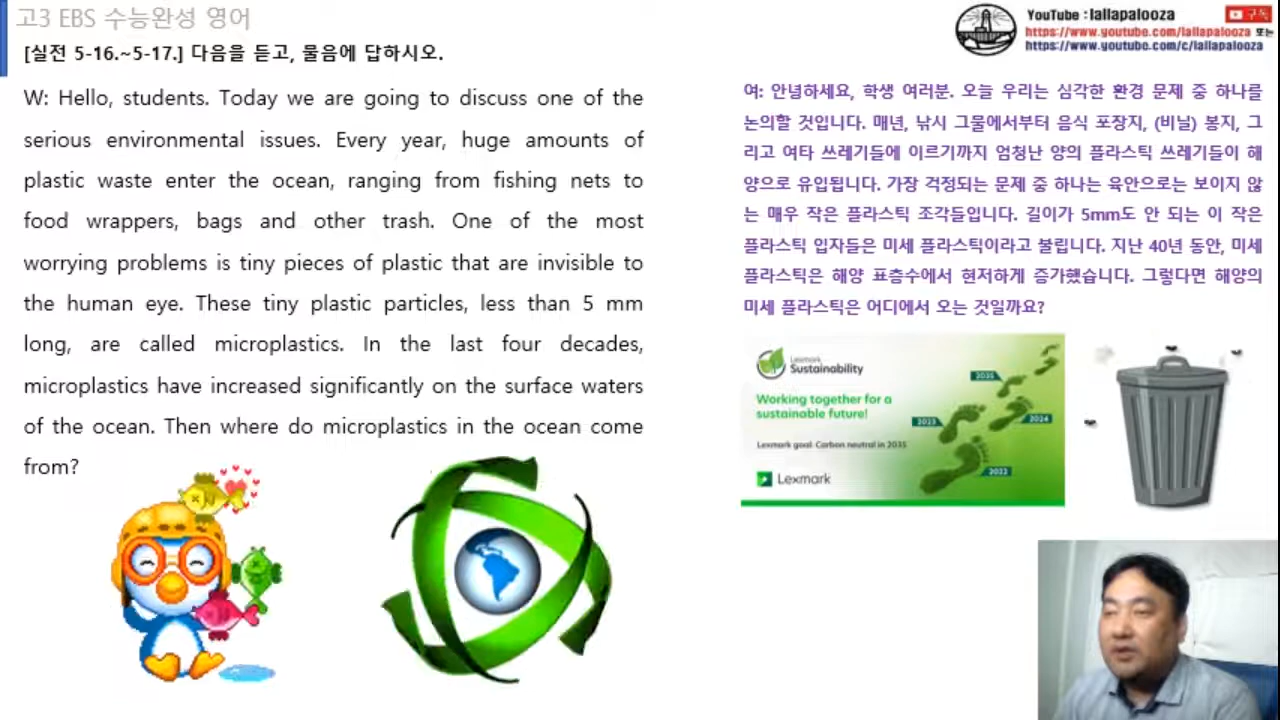 고3 EBS 수능완성 영어
YouTube : lallapalooza
구독
https://www.youtube.com/lallapalooza 또는
https://www.youtube.com/c/lallapalooza
[실전 5-16.~5-17.] 다음을 듣고, 물음에 답하시오.
W: Hello, students. Today we are going to discuss one of the
serious environmental issues. Every year, huge amounts of
plastic waste enter the ocean, ranging from fishing nets to
food wrappers, bags and other trash. One of the most
worrying problems is tiny pieces of plastic that are invisible to
the human eye. These tiny plastic particles, less than 5 mm
long, are called microplastics. In the last four decades,
microplastics have increased significantly on the surface waters
of the ocean. Then where do microplastics in the ocean come
from?
여: 안녕하세요, 학생 여러분. 오늘 우리는 심각한 환경 문제 중 하나를
논의할 것입니다. 매년, 낚시 그물에서부터 음식 포장지, (비닐) 봉지, 그
리고 여타 쓰레기들에 이르기까지 엄청난 양의 플라스틱 쓰레기들이 해
양으로 유입됩니다. 가장 걱정되는 문제 중 하나는 육안으로는 보이지 않
는 매우 작은 플라스틱 조각들입니다. 길이가 5mm도 안 되는 이 작은
플라스틱 입자들은 미세 플라스틱이라고 불립니다. 지난 40년 동안, 미세
플라스틱은 해양 표층수에서 현저하게 증가했습니다. 그렇다면 해양의
미세 플라스틱은 어디에서 오는 것일까요?
Lexmark
Sustainability
Working together for a
sustainable future!
Lexmark goal: Carbon neutral in 2035
Lexmark
2035
2024
2023
2022